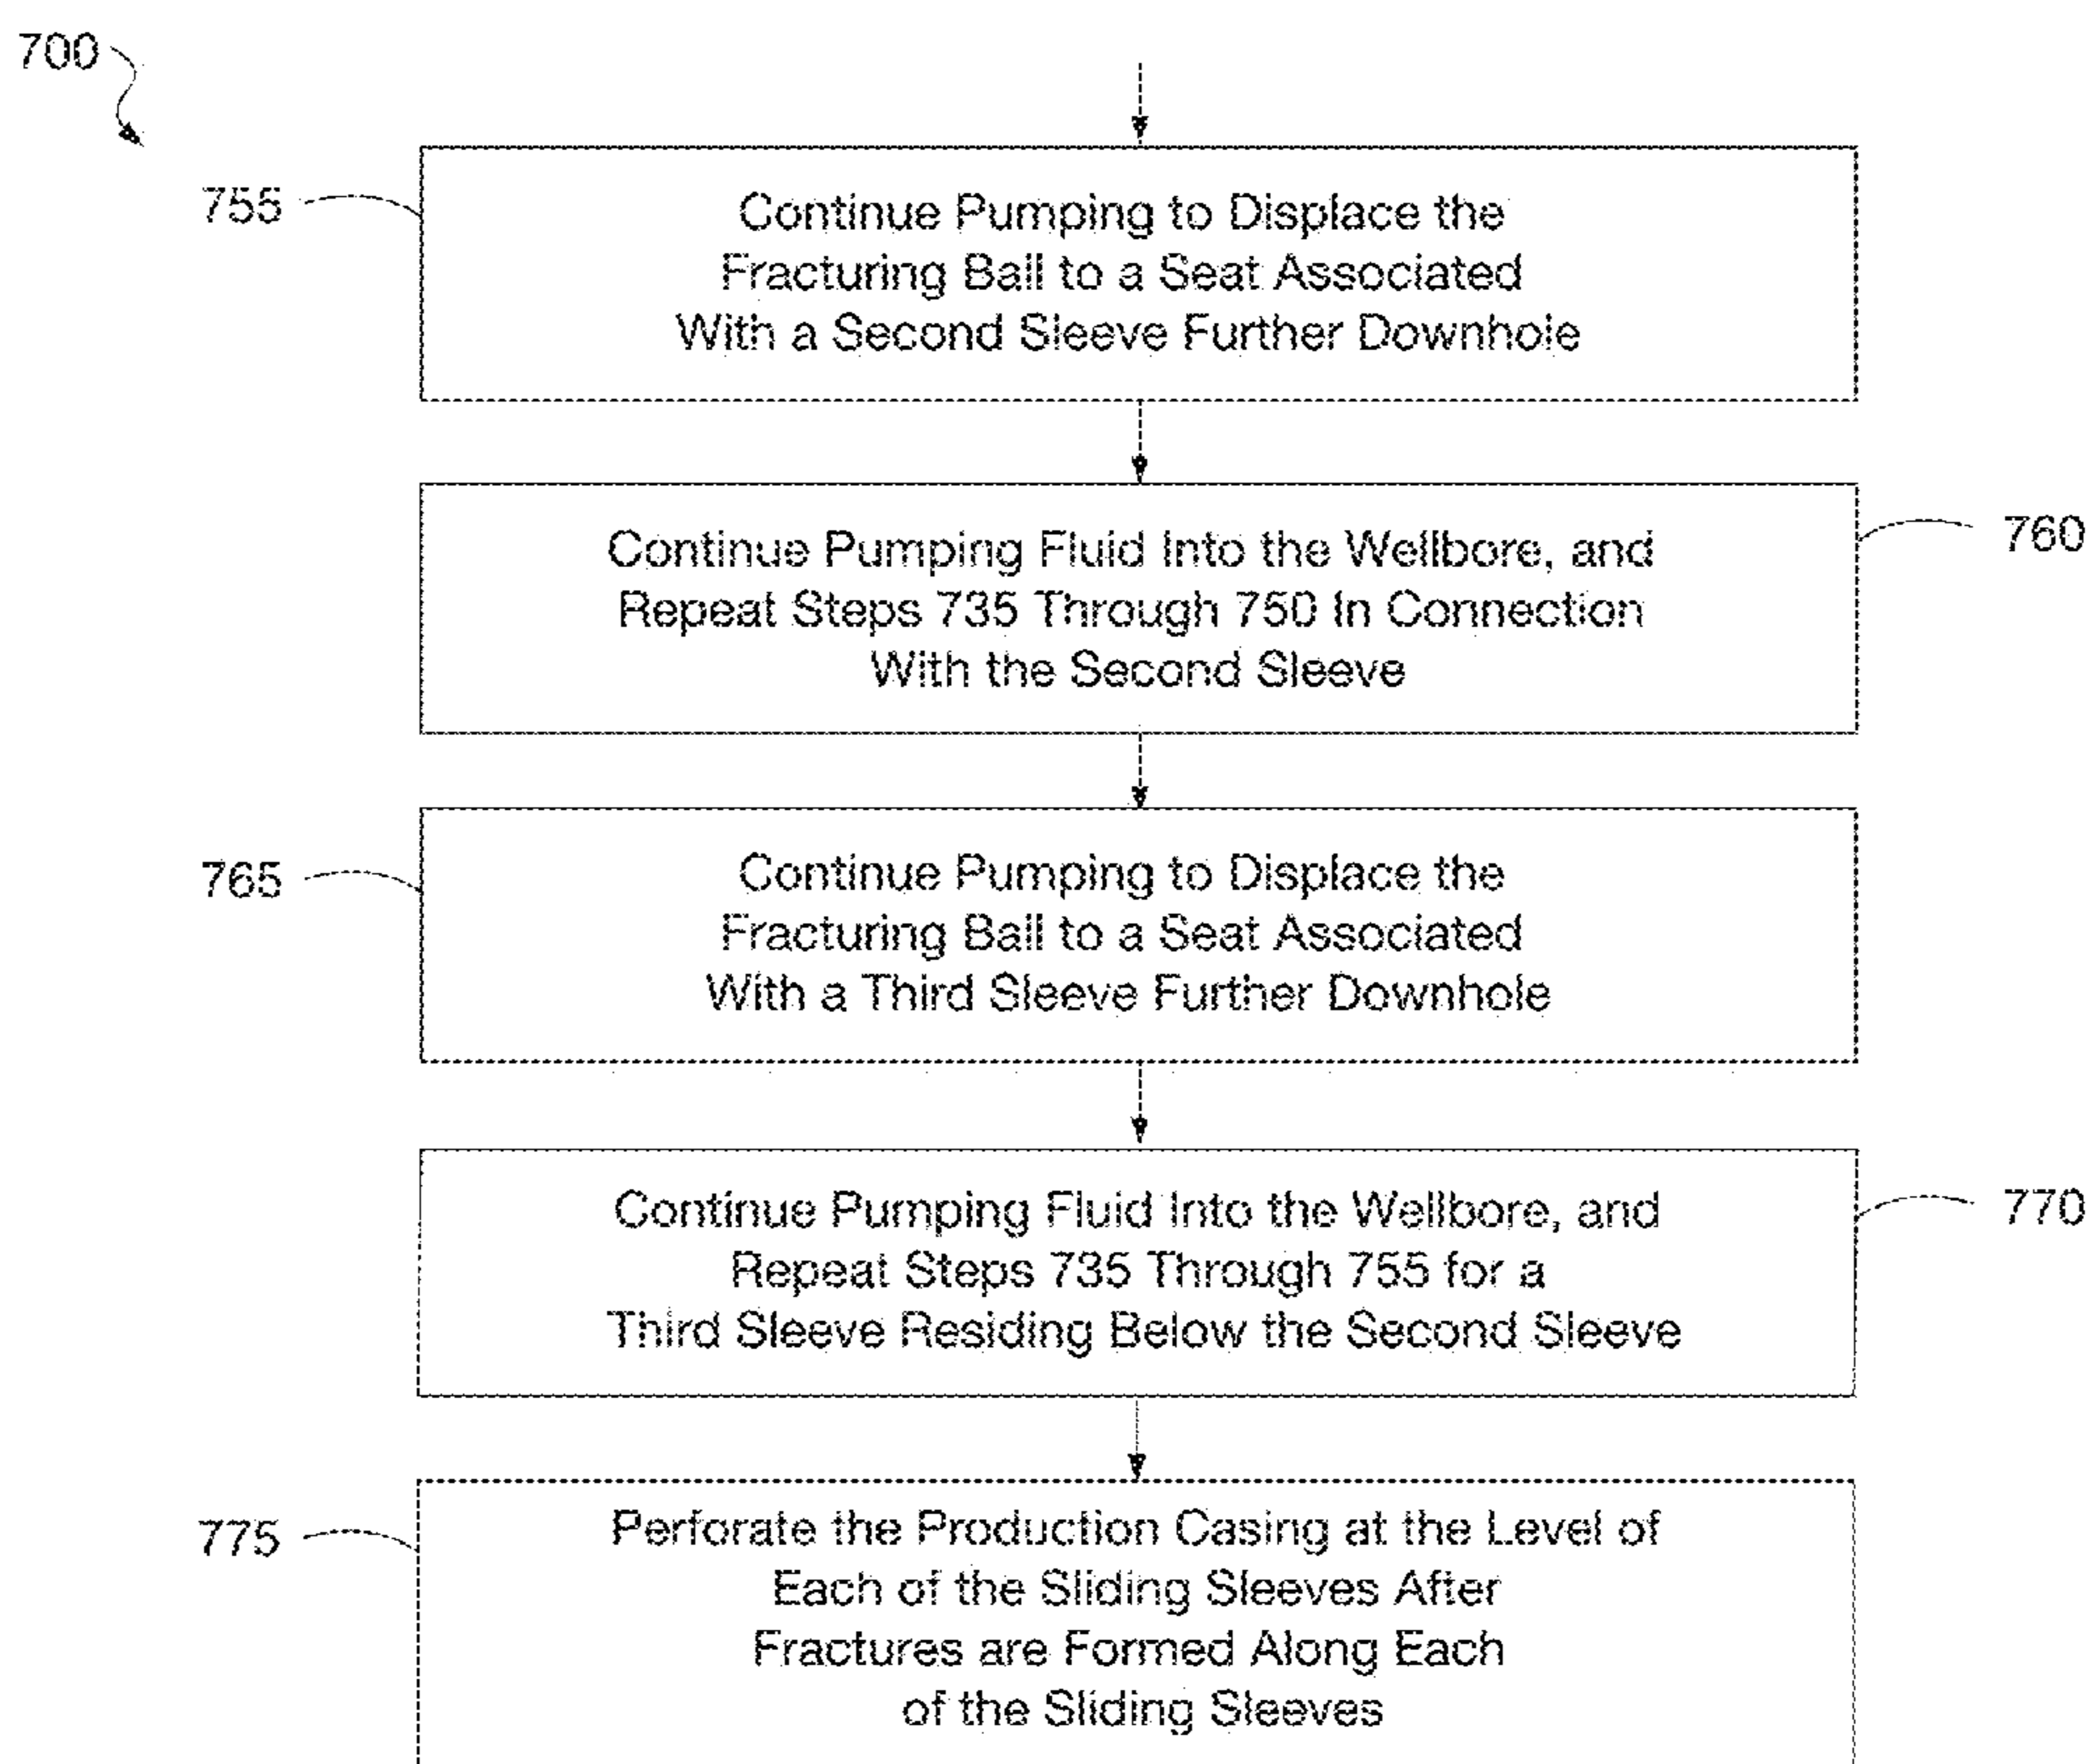 700
755
Continue Pumping to Displace the
Fracturing Ball to a Seat Associated
With a Second Sleeve Further Downhole
Continue Pumping Fluid Into the Wellbore, and
Repeat Steps 735 Through 750 In Connection
With the Second Sleeve
760
765
Continue Pumping to Displace the
Fracturing Ball to a Seat Associated
With a Third Sleeve Further Downhole
Continue Pumping Fluid Into the Wellbore, and
Repeat Steps 735 Through 755 for a
Third Sleeve Residing Below the Second Sleeve
770
775
Perforate the Production Casing at the Level of
Each of the Sliding Sleeves After
Fractures are Formed Along Each
of the Sliding Sleeves